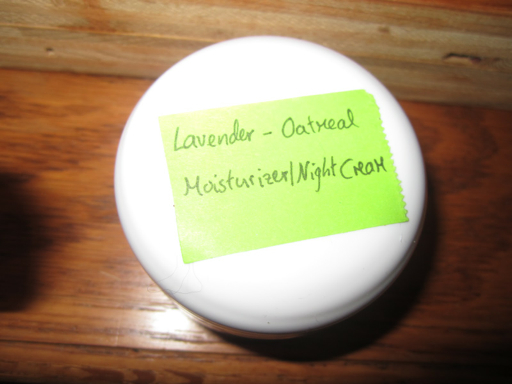 Lavender - Oatmeal
Moisturizer/Night Cream